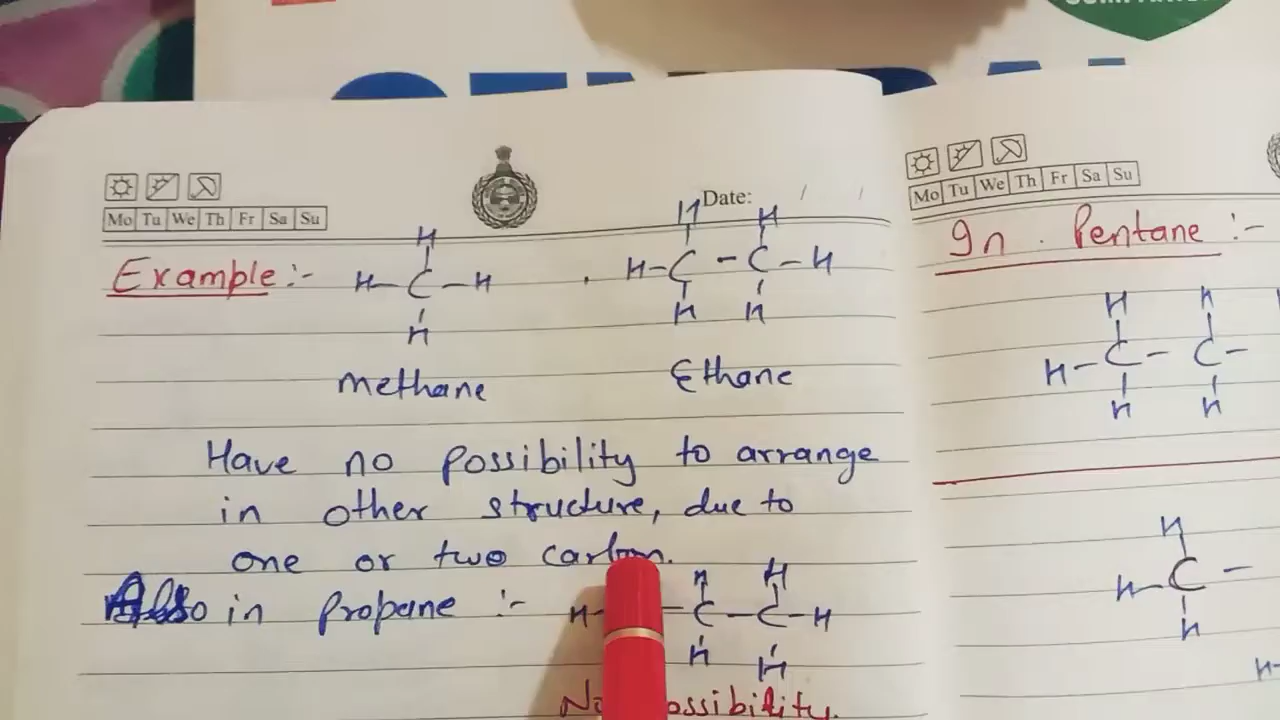 Mo Tu We Th Fr Sa Su
Date: / /
Example :-
H
H-C-H
H
H H
H-C-C-H
H H
methane
Ethane
Have no possibility to arrange
in other structure, due to
one or two carbon.
Also in propane :-
H H
H- -C-C-H
H H
Mo Tu We Th Fr Sa Su
In . Pentane :-
H H
H-C-C-
H H
H
H-C-
H
H-